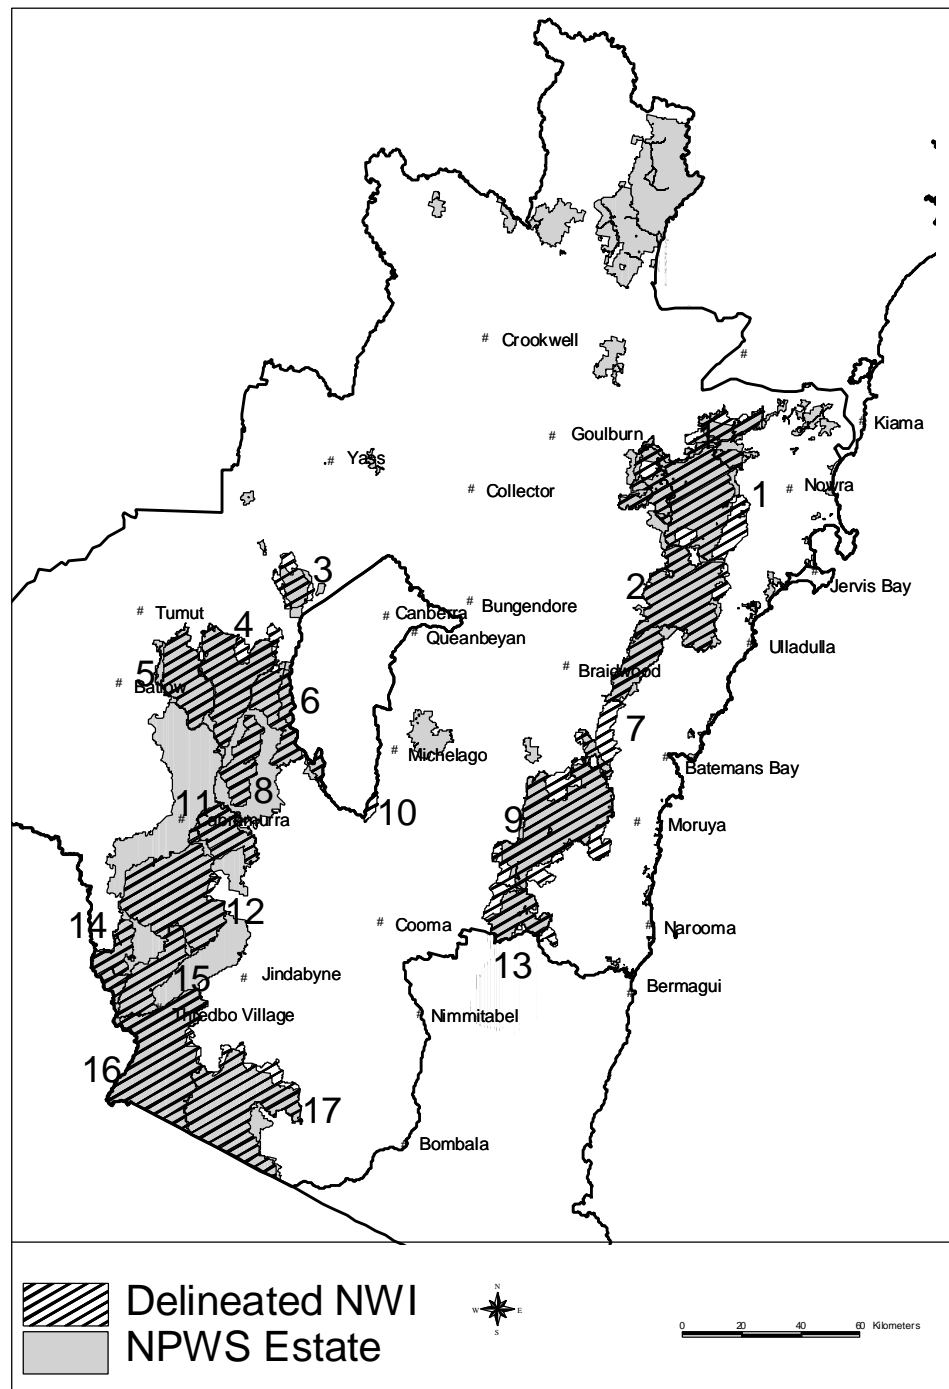 # Crookwell
#
# Kiama
# Goulburn
# Yass
# Collector
1
# Nowra
3
2
# Jervis Bay
# Tumut
4
# Canberra
# Bungendore
# Queanbeyan
# Ulladulla
5
# Batlow
# Braidwood
6
7
# Michelago
# Batemans Bay
8
11
# Cabramurra
10
9
# Moruya
12
14
# Cooma
# Narooma
13
15
# Jindabyne
# Bermagui
# Thredbo Village
# Nimmitabel
16
17
# Bombala
Delineated NWI
NPWS Estate
N
W E
S
0 20 40 60 Kilometers